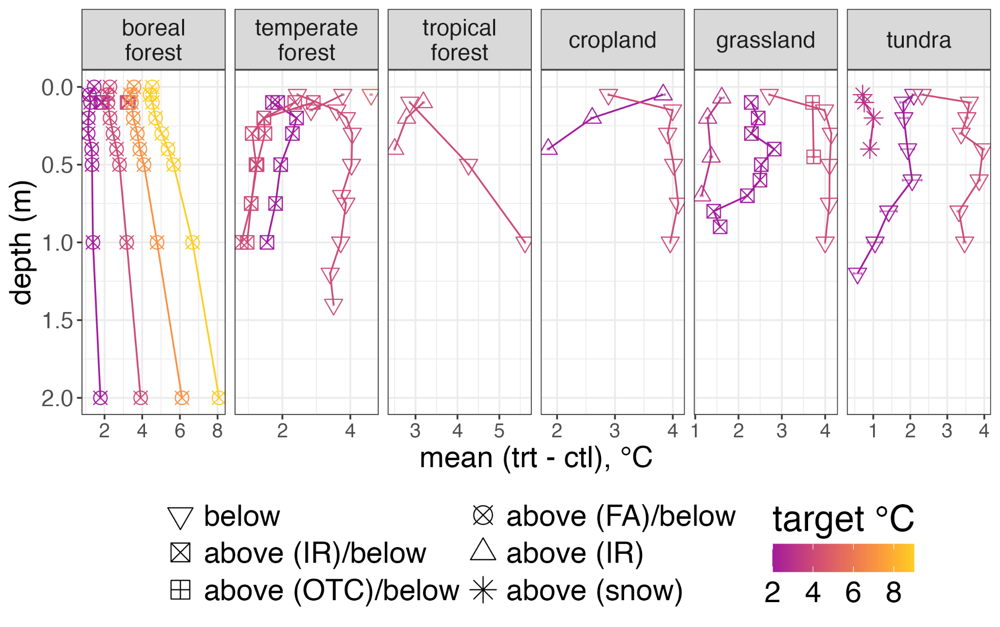 boreal
forest
temperate
forest
tropical
forest
cropland
grassland
tundra
depth (m)
0.0
0.5
1.0
1.5
2.0
2 4 6 8
2 4
3 4 5
2 3 4
1 2 3 4
1 2 3 4
mean (trt - ctl), °C
below
above (IR)/below
above (OTC)/below
above (FA)/below
above (IR)
above (snow)
target °C
2 4 6 8